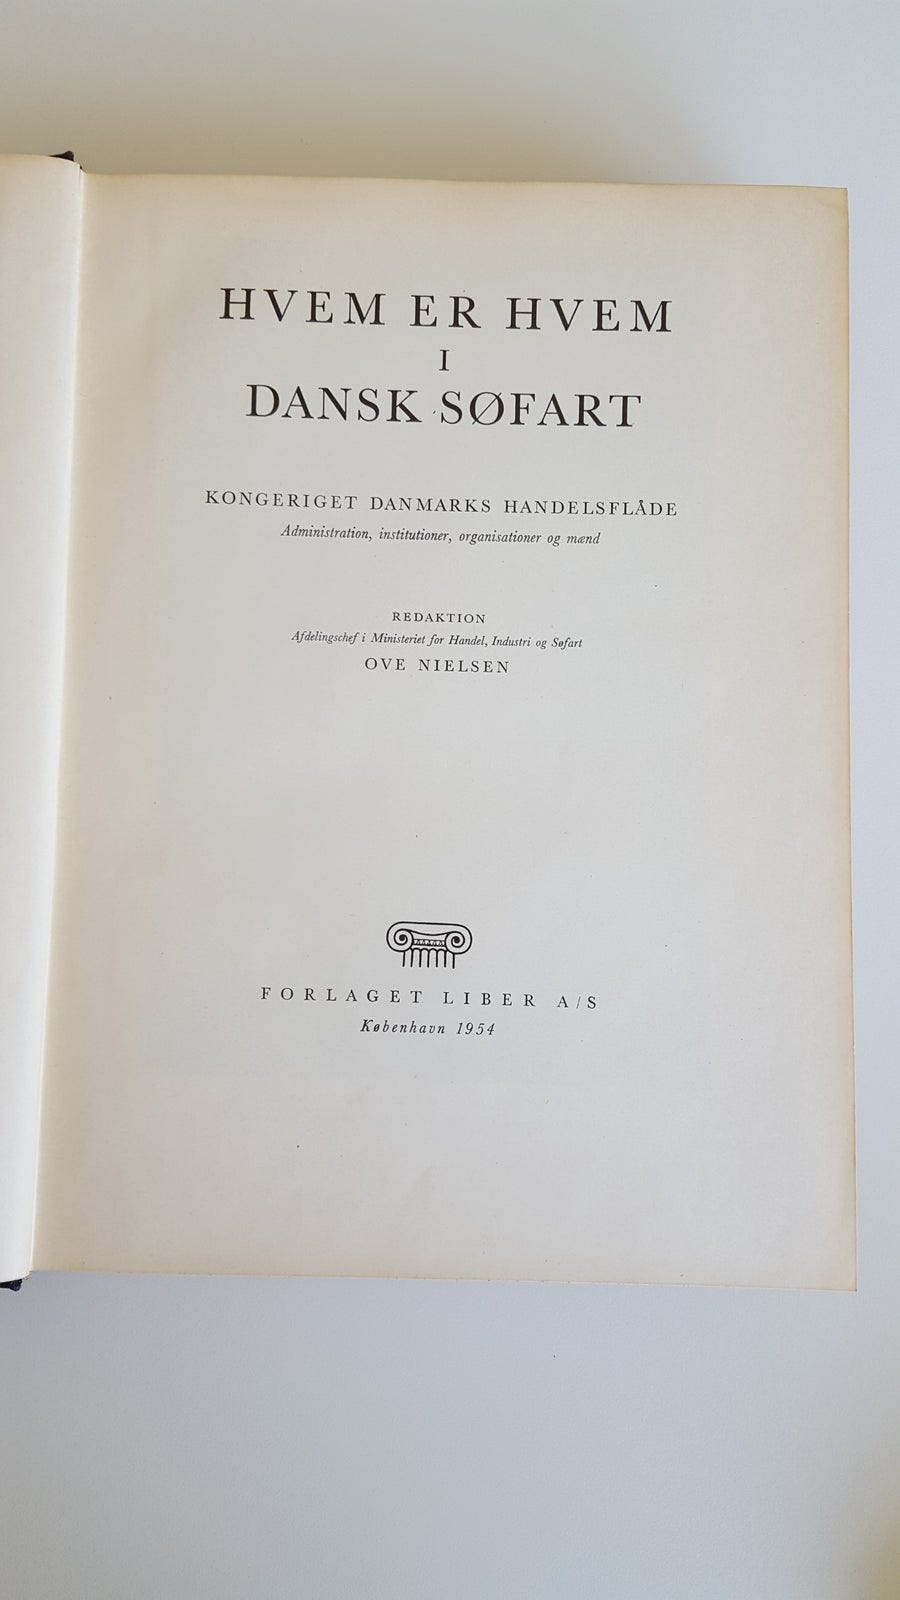 HVEM ER HVEM
I
DANSK SØFART
KONGERIGET DANMARKS HANDELSFLÅDE
Administration, institutioner, organisationer og mænd
REDAKTION
Afdelingschef i Ministeriet for Handel, Industri og Søfart
OVE NIELSEN
FORLAGET LIBER A/S
København 1954